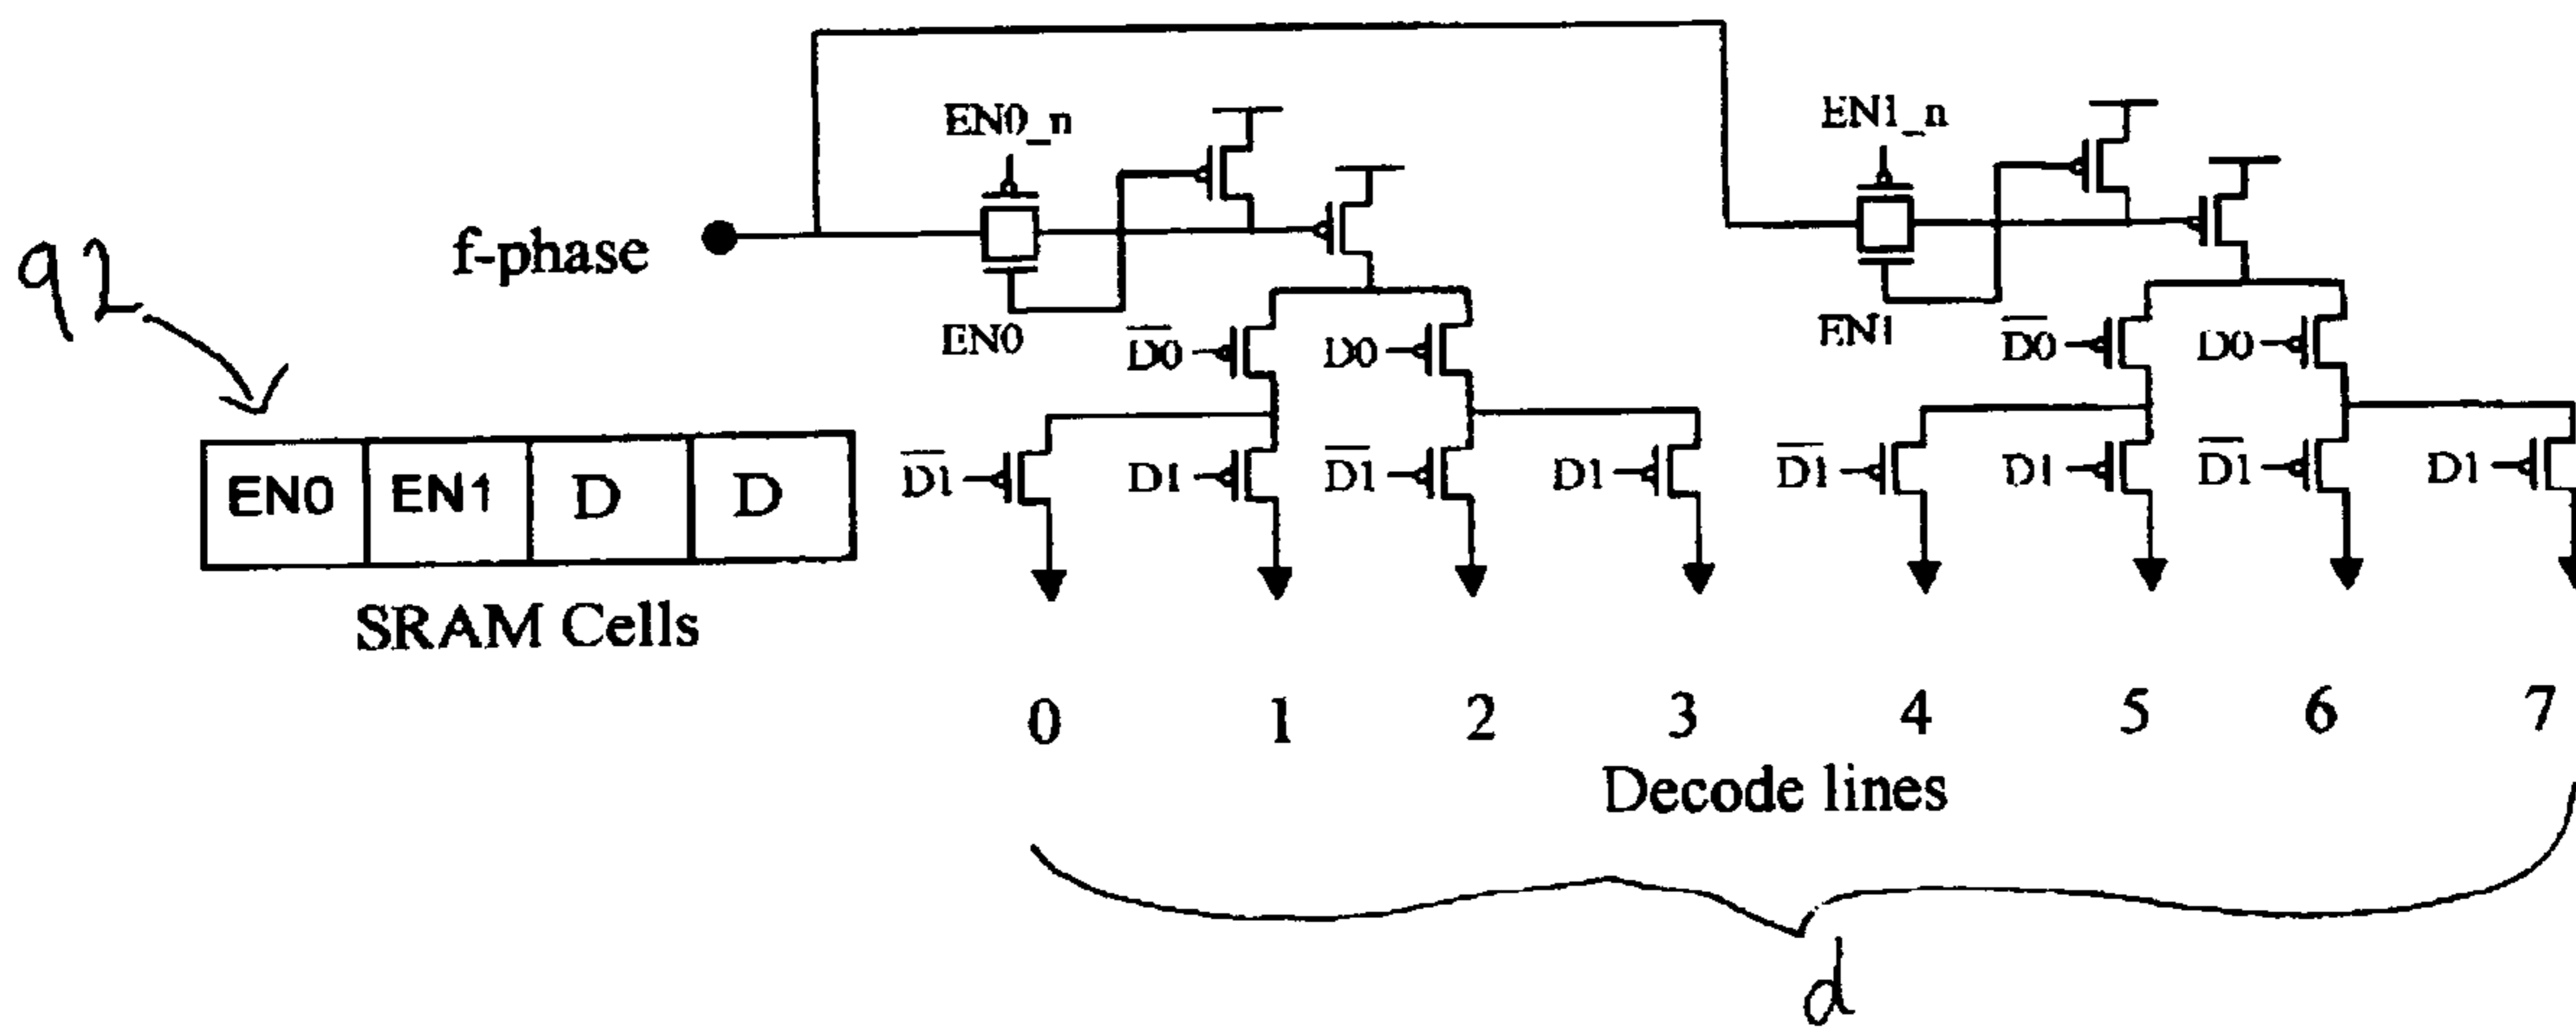 EN0_n
EN1_n
f-phase
92
EN0
D̅0̅
D0
EN1
D̅0̅
D0
EN0 EN1 D D
D̅1̅
D1
D̅1̅
D1
D̅1̅
D1
D̅1̅
D1
SRAM Cells
0 1 2 3 4 5 6 7
Decode lines
d